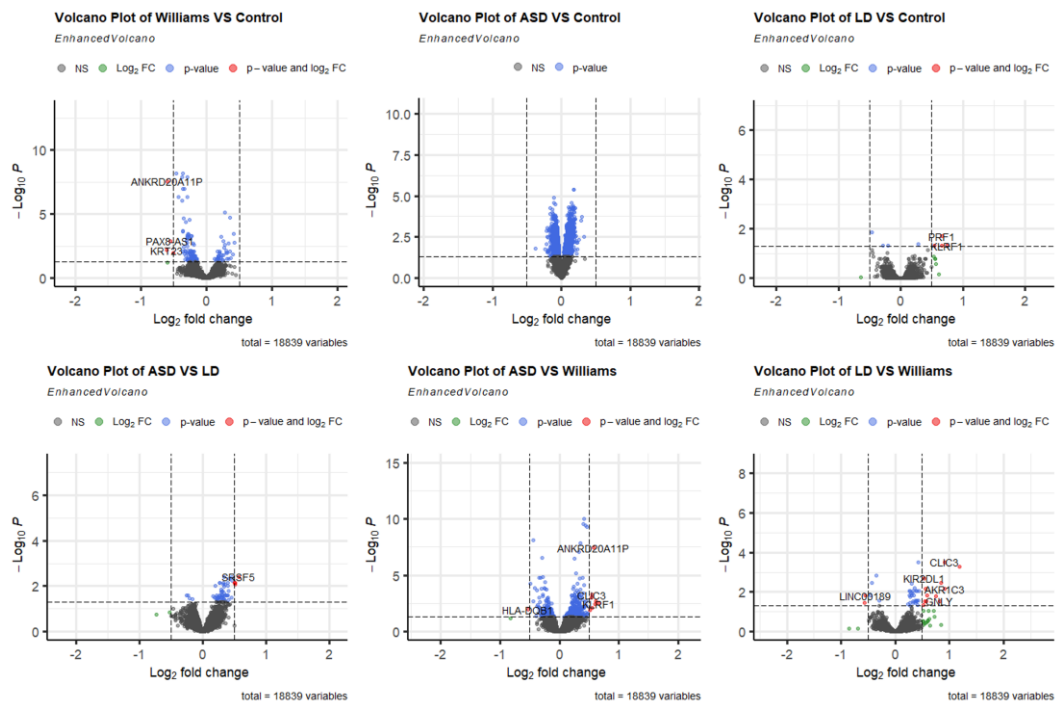 Volcano Plot of Williams VS Control
EnhancedVolcano
NS Log₂ FC p-value p – value and log₂ FC
– Log₁₀ P
10
5
0
ANKRD20A11P
PAX8-AS1
KRT23
-2 -1 0 1 2
Log₂ fold change
total = 18839 variables
Volcano Plot of ASD VS Control
EnhancedVolcano
NS p-value
– Log₁₀ P
10.0
7.5
5.0
2.5
0.0
-2 -1 0 1 2
Log₂ fold change
total = 18839 variables
Volcano Plot of LD VS Control
EnhancedVolcano
NS Log₂ FC p-value p – value and log₂ FC
– Log₁₀ P
6
4
2
0
PRF1
KLRF1
-2 -1 0 1 2
Log₂ fold change
total = 18839 variables
Volcano Plot of ASD VS LD
EnhancedVolcano
NS Log₂ FC p-value p – value and log₂ FC
– Log₁₀ P
6
4
2
0
SRSF5
-2 -1 0 1 2
Log₂ fold change
total = 18839 variables
Volcano Plot of ASD VS Williams
EnhancedVolcano
NS Log₂ FC p-value p – value and log₂ FC
– Log₁₀ P
15
10
5
0
ANKRD20A11P
CLIC3
KLRF1
HLA-DQB1
-2 -1 0 1 2
Log₂ fold change
total = 18839 variables
Volcano Plot of LD VS Williams
EnhancedVolcano
NS Log₂ FC p-value p – value and log₂ FC
– Log₁₀ P
8
6
4
2
0
CLIC3
KIR2DL1
AKR1C3
LINC00189
GNLY
-2 -1 0 1 2
Log₂ fold change
total = 18839 variables